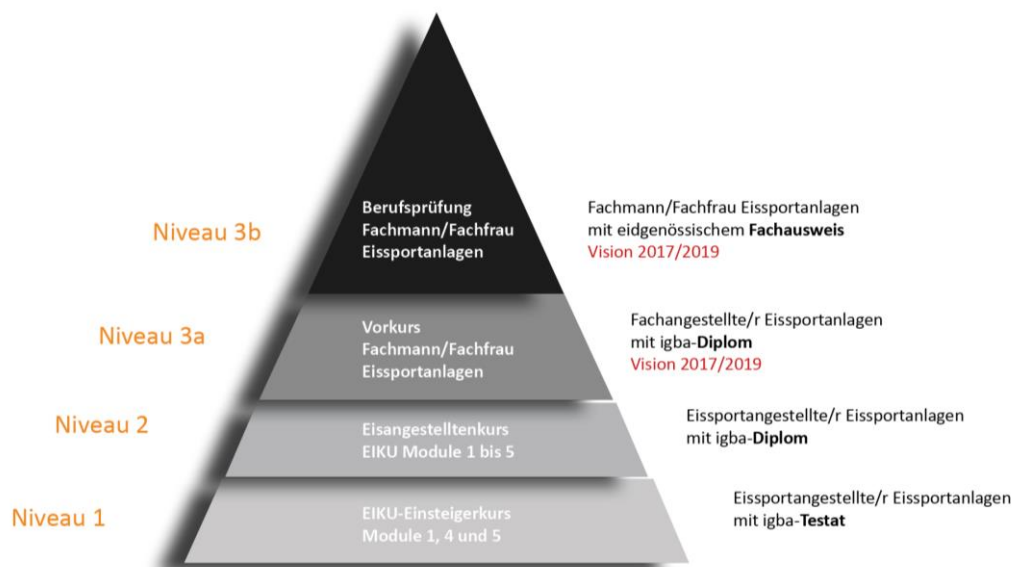 Niveau 3b
Berufsprüfung
Fachmann/Fachfrau
Eissportanlagen
Fachmann/Fachfrau Eissportanlagen
mit eidgenössischem Fachausweis
Vision 2017/2019
Niveau 3a
Vorkurs
Fachmann/Fachfrau
Eissportanlagen
Fachangestellte/r Eissportanlagen
mit igba-Diplom
Vision 2017/2019
Niveau 2
Eisangestelltenkurs
EIKU Module 1 bis 5
Eissportangestellte/r Eissportanlagen
mit igba-Diplom
Niveau 1
EIKU-Einsteigerkurs
Module 1, 4 und 5
Eissportangestellte/r Eissportanlagen
mit igba-Testat